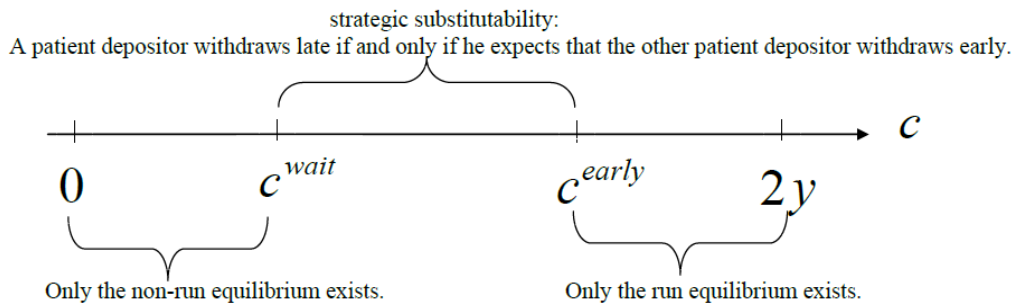 strategic substitutability:
A patient depositor withdraws late if and only if he expects that the other patient depositor withdraws early.
c
0 c^wait c^early 2y
Only the non-run equilibrium exists. Only the run equilibrium exists.